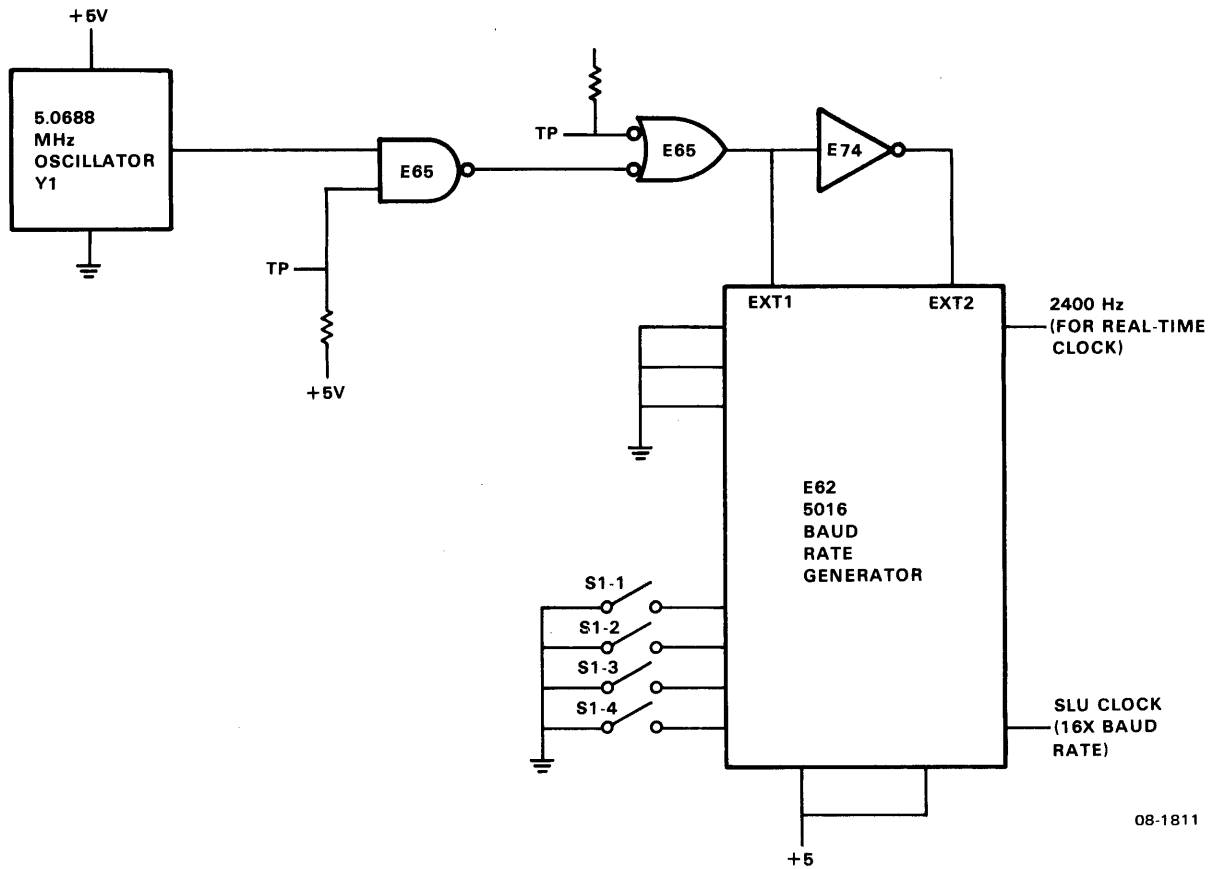 +5V
5.0688
MHz
OSCILLATOR
Y1
E65
TP
+5V
TP
E65
E74
EXT1
EXT2
2400 Hz
(FOR REAL-TIME
CLOCK)
E62
5016
BAUD
RATE
GENERATOR
S1-1
S1-2
S1-3
S1-4
SLU CLOCK
(16X BAUD
RATE)
+5
08-1811